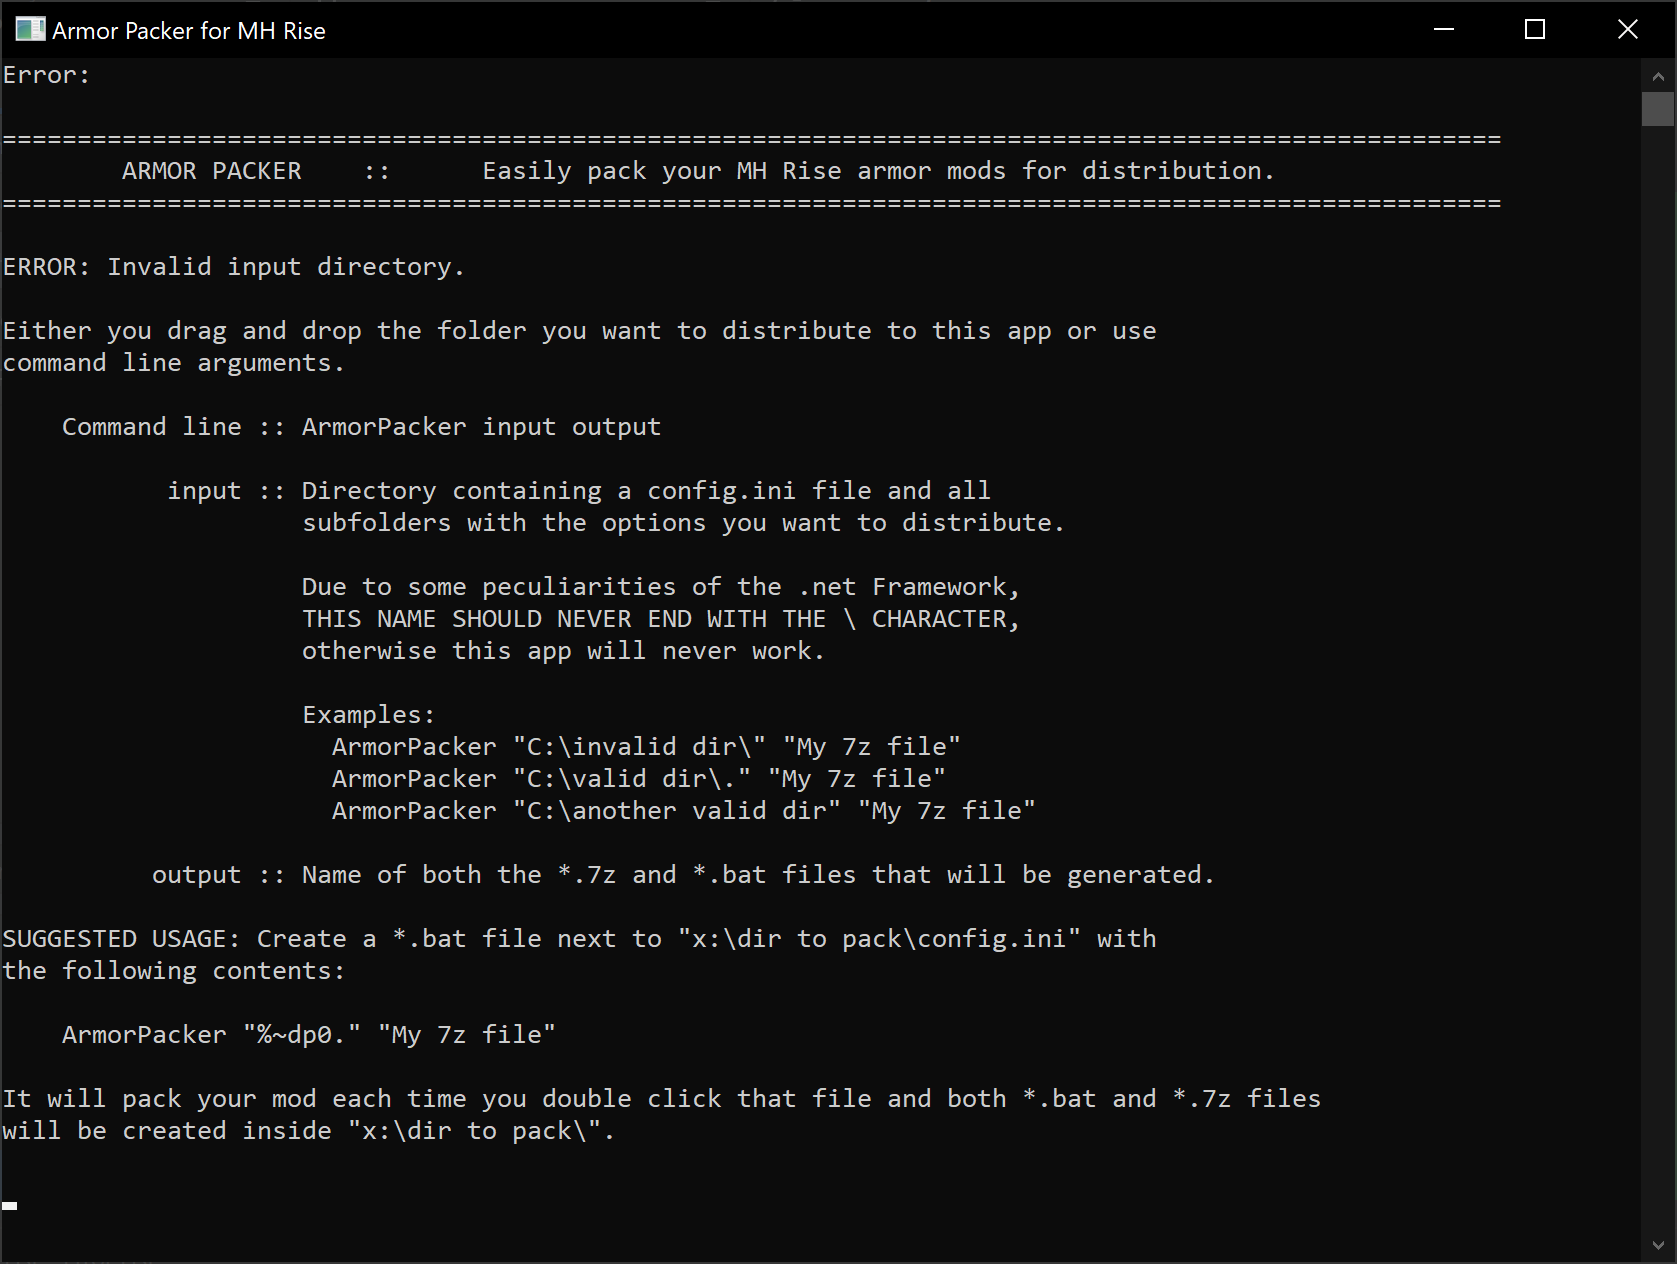 Armor Packer for MH Rise
Error:
====================================================================================================
ARMOR PACKER    ::      Easily pack your MH Rise armor mods for distribution.
====================================================================================================
ERROR: Invalid input directory.
Either you drag and drop the folder you want to distribute to this app or use
command line arguments.
Command line :: ArmorPacker input output
input :: Directory containing a config.ini file and all
subfolders with the options you want to distribute.
Due to some peculiarities of the .net Framework,
THIS NAME SHOULD NEVER END WITH THE \ CHARACTER,
otherwise this app will never work.
Examples:
ArmorPacker "C:\invalid dir\" "My 7z file"
ArmorPacker "C:\valid dir\." "My 7z file"
ArmorPacker "C:\another valid dir" "My 7z file"
output :: Name of both the *.7z and *.bat files that will be generated.
SUGGESTED USAGE: Create a *.bat file next to "x:\dir to pack\config.ini" with
the following contents:
ArmorPacker "%~dp0." "My 7z file"
It will pack your mod each time you double click that file and both *.bat and *.7z files
will be created inside "x:\dir to pack\".